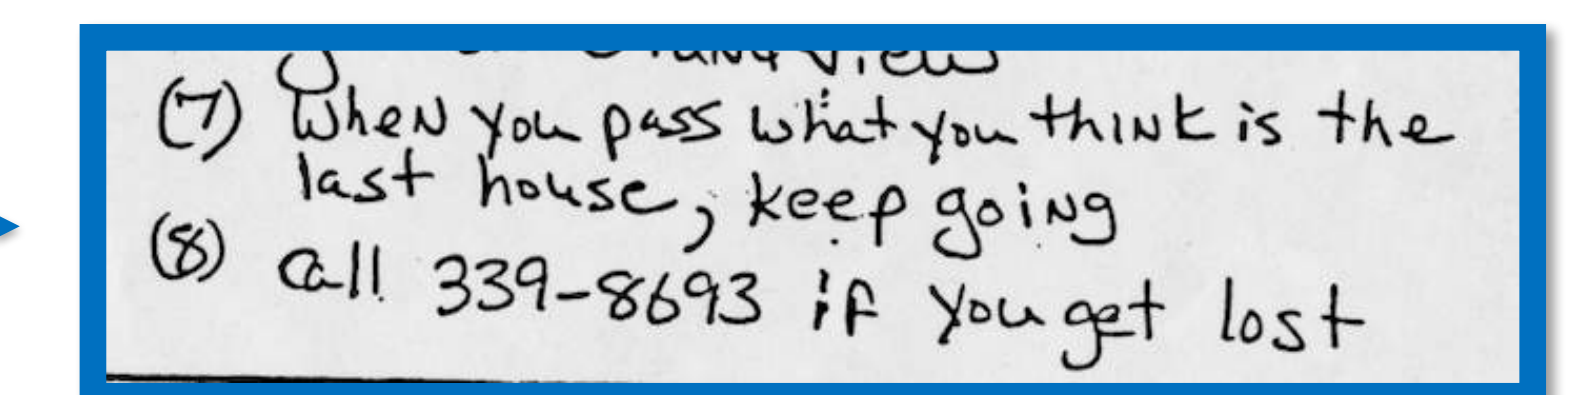 (7) When you pass what you think is the
last house, keep going
(8) Call 339-8693 if you get lost